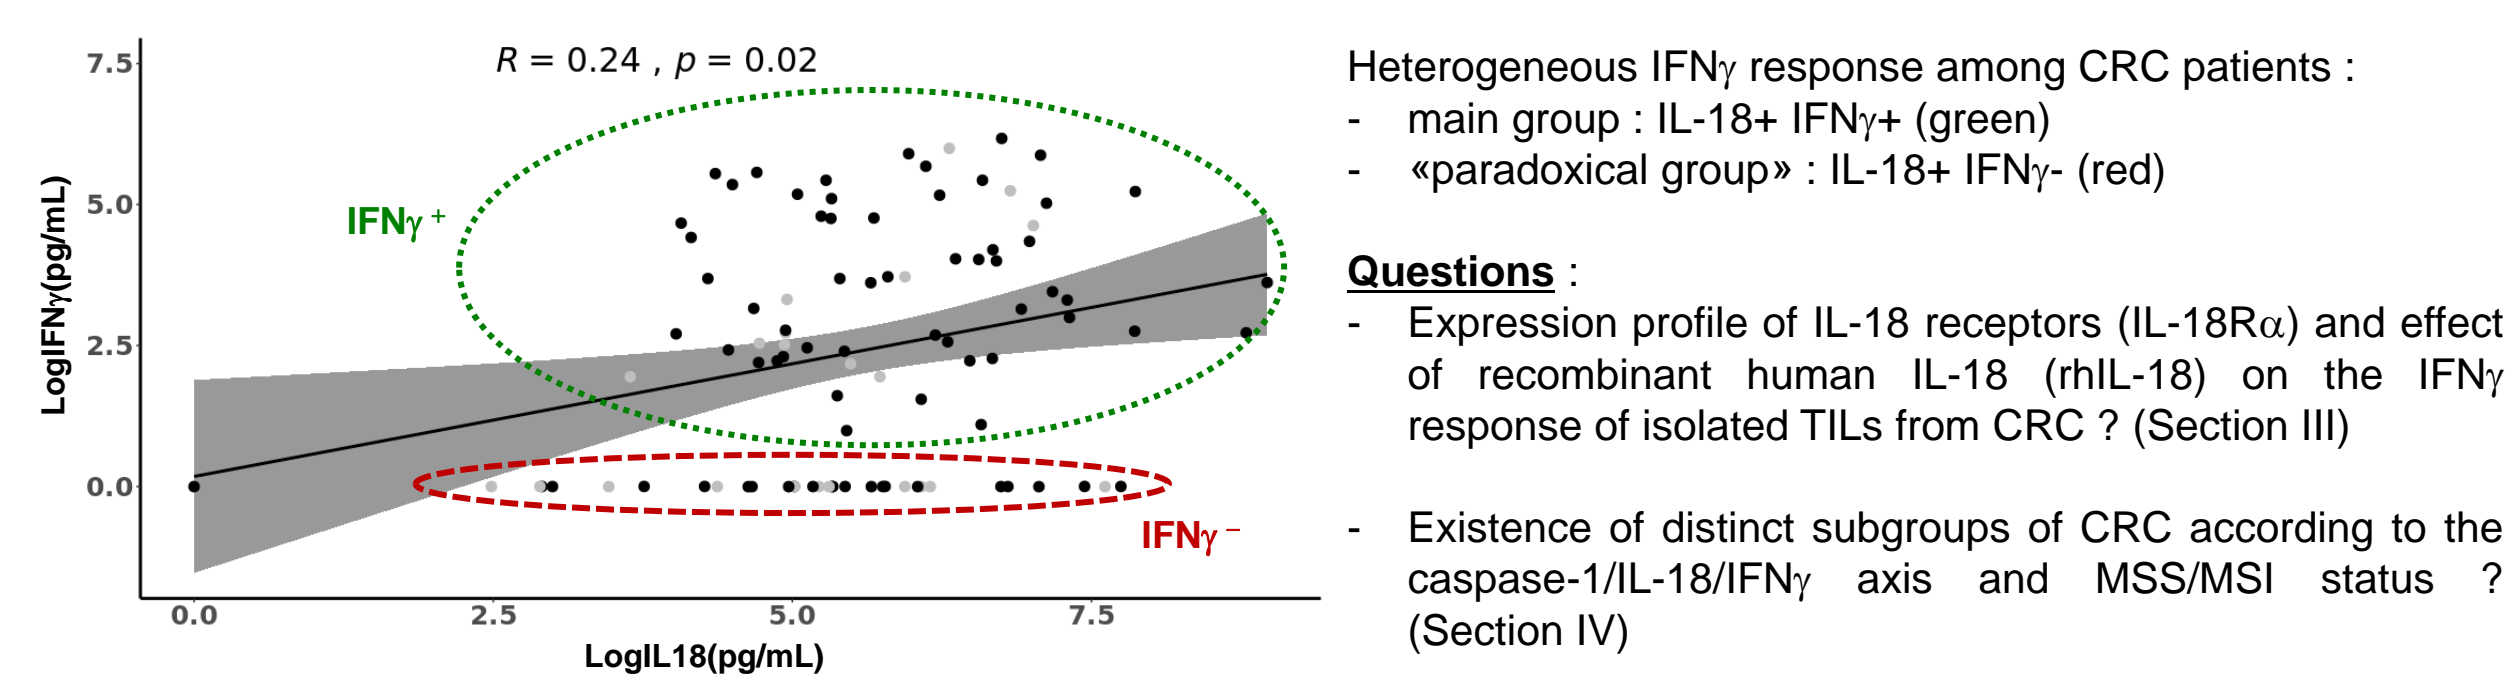 R = 0.24 , p = 0.02
7.5
5.0
2.5
0.0
LogIFNγ(pg/mL)
IFNγ +
IFNγ −
0.0 2.5 5.0 7.5
LogIL18(pg/mL)
Heterogeneous IFNγ response among CRC patients :
- main group : IL-18+ IFNγ+ (green)
- «paradoxical group» : IL-18+ IFNγ- (red)
Questions :
- Expression profile of IL-18 receptors (IL-18Rα) and effect
of recombinant human IL-18 (rhIL-18) on the IFNγ
response of isolated TILs from CRC ? (Section III)
- Existence of distinct subgroups of CRC according to the
caspase-1/IL-18/IFNγ axis and MSS/MSI status ?
(Section IV)